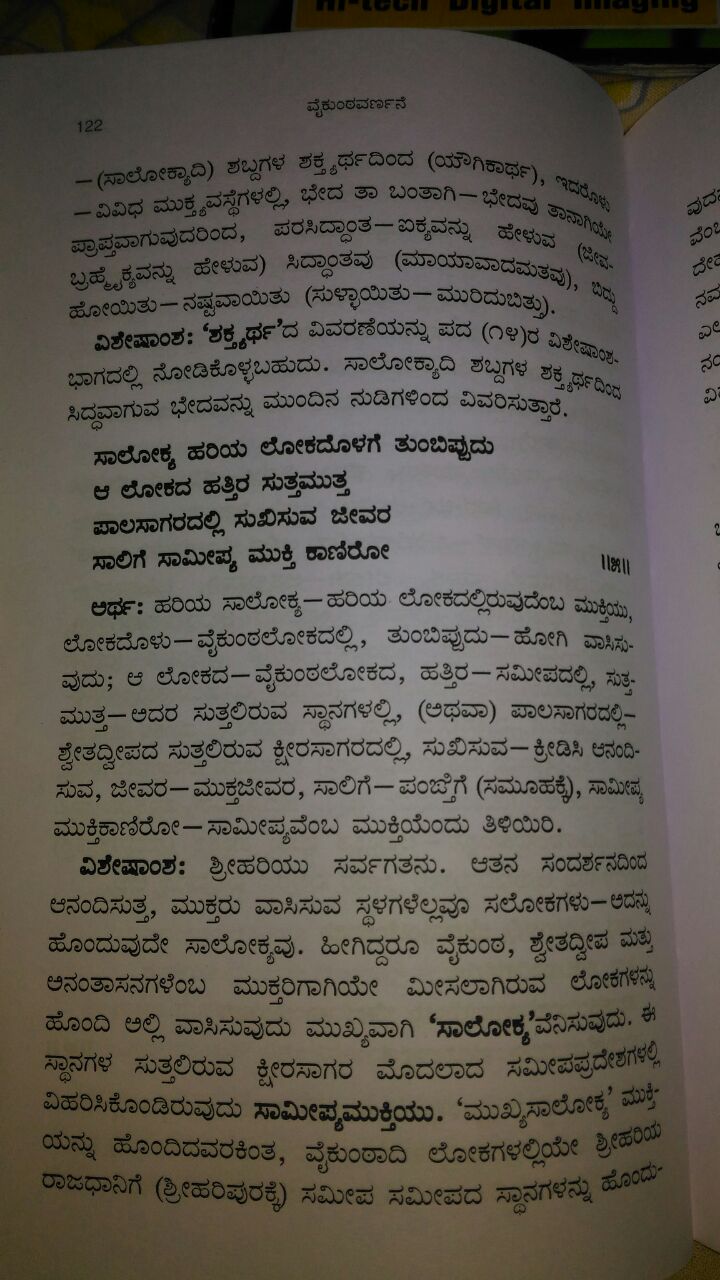 Hi-tech Digital Imaging
ವೈಕುಂಠವರ್ಣನೆ
122
—(ಸಾಲೋಕ್ಯಾದಿ) ಶಬ್ದಗಳ ಶಕ್ತ್ಯರ್ಥದಿಂದ (ಯೌಗಿಕಾರ್ಥ), ಇದರೊಳು
—ವಿವಿಧ ಮುಕ್ತ್ಯವಸ್ಥೆಗಳಲ್ಲಿ, ಭೇದ ತಾ ಬಂತಾಗಿ—ಭೇದವು ತಾನಾಗಿಯೇ
ಪ್ರಾಪ್ತವಾಗುವುದರಿಂದ, ಪರಸಿದ್ಧಾಂತ—ಐಕ್ಯವನ್ನು ಹೇಳುವ (ಜೀವ-
ಬ್ರಹ್ಮೈಕ್ಯವನ್ನು ಹೇಳುವ) ಸಿದ್ಧಾಂತವು (ಮಾಯಾವಾದಮತವು), ಬಿದ್ದು
ಹೋಯಿತು—ನಷ್ಟವಾಯಿತು (ಸುಳ್ಳಾಯಿತು—ಮುರಿದುಬಿತ್ತು).
ವಿಶೇಷಾಂಶ: 'ಶಕ್ತ್ಯರ್ಥ'ದ ವಿವರಣೆಯನ್ನು ಪದ (೧೪)ರ ವಿಶೇಷಾಂಶ-
ಭಾಗದಲ್ಲಿ ನೋಡಿಕೊಳ್ಳಬಹುದು. ಸಾಲೋಕ್ಯಾದಿ ಶಬ್ದಗಳ ಶಕ್ತ್ಯರ್ಥದಿಂದ
ಸಿದ್ಧವಾಗುವ ಭೇದವನ್ನು ಮುಂದಿನ ನುಡಿಗಳಿಂದ ವಿವರಿಸುತ್ತಾರೆ.
ಸಾಲೋಕ್ಯ ಹರಿಯ ಲೋಕದೊಳಗೆ ತುಂಬಿಪ್ಪುದು
ಆ ಲೋಕದ ಹತ್ತಿರ ಸುತ್ತಮುತ್ತ
ಪಾಲಸಾಗರದಲ್ಲಿ ಸುಖಿಸುವ ಜೀವರ
ಸಾಲಿಗೆ ಸಾಮೀಪ್ಯ ಮುಕ್ತಿ ಕಾಣಿರೋ ||೫||
ಅರ್ಥ: ಹರಿಯ ಸಾಲೋಕ್ಯ—ಹರಿಯ ಲೋಕದಲ್ಲಿರುವುದೆಂಬ ಮುಕ್ತಿಯು,
ಲೋಕದೊಳು—ವೈಕುಂಠಲೋಕದಲ್ಲಿ, ತುಂಬಿಪ್ಪುದು—ಹೋಗಿ ವಾಸಿಸು-
ವುದು; ಆ ಲೋಕದ—ವೈಕುಂಠಲೋಕದ, ಹತ್ತಿರ—ಸಮೀಪದಲ್ಲಿ, ಸುತ್ತ-
ಮುತ್ತ—ಅದರ ಸುತ್ತಲಿರುವ ಸ್ಥಾನಗಳಲ್ಲಿ, (ಅಥವಾ) ಪಾಲಸಾಗರದಲ್ಲಿ—
ಶ್ವೇತದ್ವೀಪದ ಸುತ್ತಲಿರುವ ಕ್ಷೀರಸಾಗರದಲ್ಲಿ, ಸುಖಿಸುವ—ಕ್ರೀಡಿಸಿ ಆನಂದಿ-
ಸುವ, ಜೀವರ—ಮುಕ್ತಜೀವರ, ಸಾಲಿಗೆ—ಪಂಙ್ತಿಗೆ (ಸಮೂಹಕ್ಕೆ), ಸಾಮೀಪ್ಯ
ಮುಕ್ತಿಕಾಣಿರೋ—ಸಾಮೀಪ್ಯವೆಂಬ ಮುಕ್ತಿಯೆಂದು ತಿಳಿಯಿರಿ.
ವಿಶೇಷಾಂಶ: ಶ್ರೀಹರಿಯು ಸರ್ವಗತನು. ಆತನ ಸಂದರ್ಶನದಿಂದ
ಆನಂದಿಸುತ್ತ, ಮುಕ್ತರು ವಾಸಿಸುವ ಸ್ಥಳಗಳೆಲ್ಲವೂ ಸಲೋಕಗಳು—ಅದನ್ನು
ಹೊಂದುವುದೇ ಸಾಲೋಕ್ಯವು. ಹೀಗಿದ್ದರೂ ವೈಕುಂಠ, ಶ್ವೇತದ್ವೀಪ ಮತ್ತು
ಅನಂತಾಸನಗಳೆಂಬ ಮುಕ್ತರಿಗಾಗಿಯೇ ಮೀಸಲಾಗಿರುವ ಲೋಕಗಳನ್ನು
ಹೊಂದಿ ಅಲ್ಲಿ ವಾಸಿಸುವುದು ಮುಖ್ಯವಾಗಿ 'ಸಾಲೋಕ್ಯ'ವೆನಿಸುವುದು. ಈ
ಸ್ಥಾನಗಳ ಸುತ್ತಲಿರುವ ಕ್ಷೀರಸಾಗರ ಮೊದಲಾದ ಸಮೀಪಪ್ರದೇಶಗಳಲ್ಲಿ
ವಿಹರಿಸಿಕೊಂಡಿರುವುದು ಸಾಮೀಪ್ಯಮುಕ್ತಿಯು. 'ಮುಖ್ಯಸಾಲೋಕ್ಯ' ಮುಕ್ತಿ-
ಯನ್ನು ಹೊಂದಿದವರಕಿಂತ, ವೈಕುಂಠಾದಿ ಲೋಕಗಳಲ್ಲಿಯೇ ಶ್ರೀಹರಿಯ
ರಾಜಧಾನಿಗೆ (ಶ್ರೀಹರಿಪುರಕ್ಕೆ) ಸಮೀಪ ಸಮೀಪದ ಸ್ಥಾನಗಳನ್ನು ಹೊಂದು-